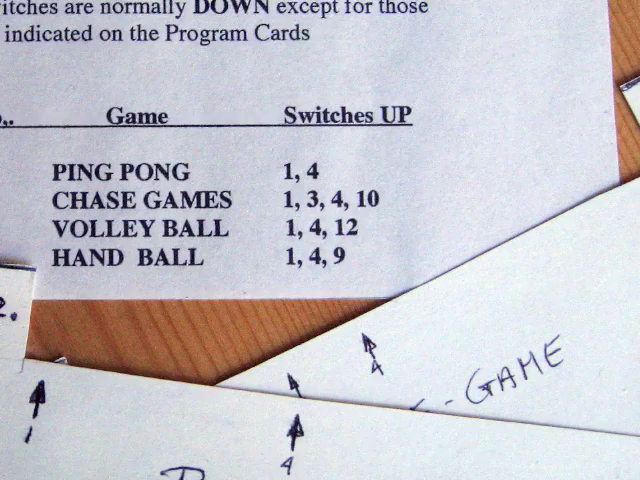 itches are normally DOWN except for those
indicated on the Program Cards
Game Switches UP
PING PONG 1, 4
CHASE GAMES 1, 3, 4, 10
VOLLEY BALL 1, 4, 12
HAND BALL 1, 4, 9
2.
4
GAME
1
4